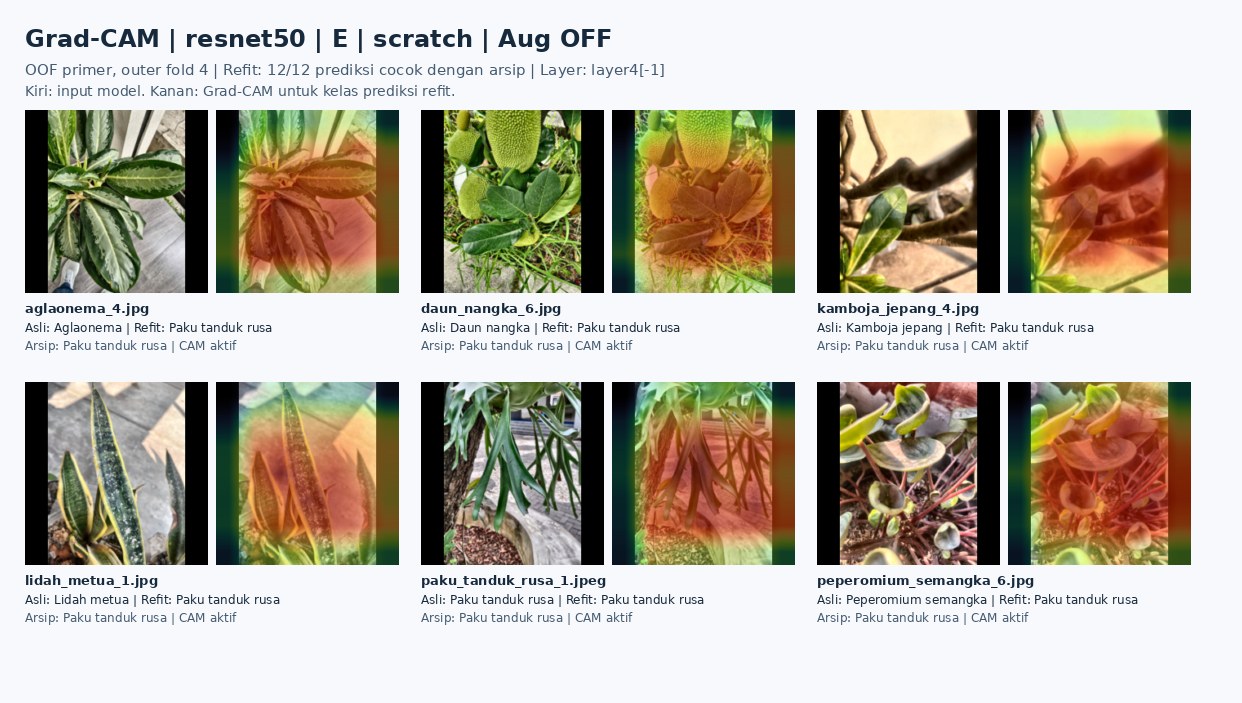 Grad-CAM | resnet50 | E | scratch | Aug OFF
OOF primer, outer fold 4 | Refit: 12/12 prediksi cocok dengan arsip | Layer: layer4[-1]
Kiri: input model. Kanan: Grad-CAM untuk kelas prediksi refit.
aglaonema_4.jpg
Asli: Aglaonema | Refit: Paku tanduk rusa
Arsip: Paku tanduk rusa | CAM aktif
daun_nangka_6.jpg
Asli: Daun nangka | Refit: Paku tanduk rusa
Arsip: Paku tanduk rusa | CAM aktif
kamboja_jepang_4.jpg
Asli: Kamboja jepang | Refit: Paku tanduk rusa
Arsip: Paku tanduk rusa | CAM aktif
lidah_metua_1.jpg
Asli: Lidah metua | Refit: Paku tanduk rusa
Arsip: Paku tanduk rusa | CAM aktif
paku_tanduk_rusa_1.jpeg
Asli: Paku tanduk rusa | Refit: Paku tanduk rusa
Arsip: Paku tanduk rusa | CAM aktif
peperomium_semangka_6.jpg
Asli: Peperomium semangka | Refit: Paku tanduk rusa
Arsip: Paku tanduk rusa | CAM aktif